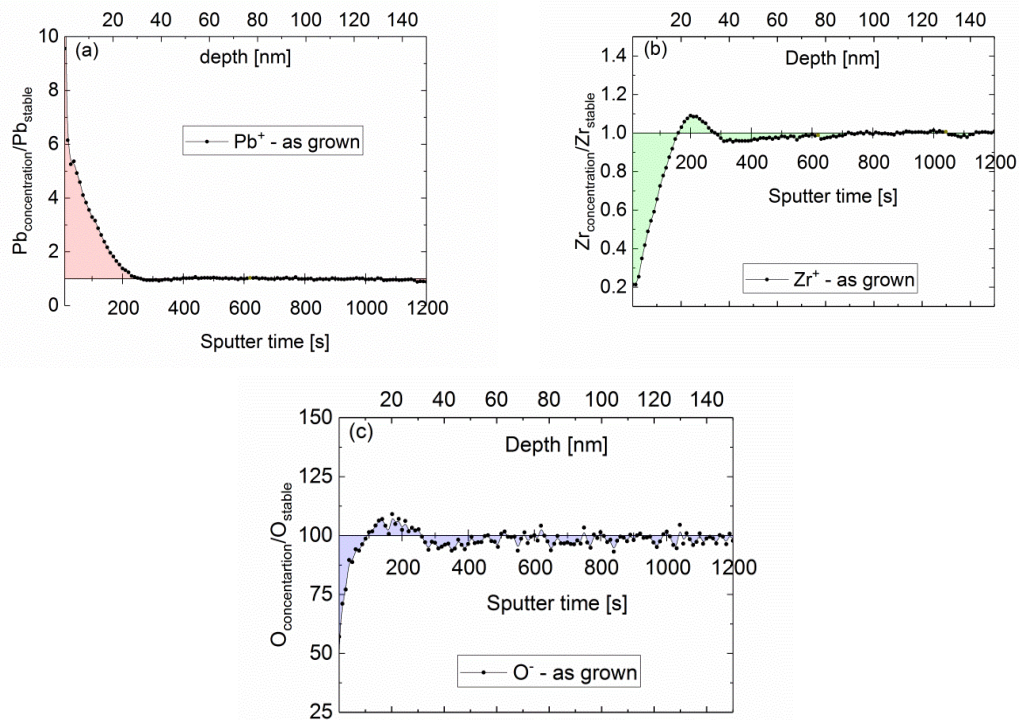 0 20 40 60 80 100 120 140
(a)
depth [nm]
10
8
6
4
2
0
Pb_concentration/Pb_stable
Pb+ - as grown
200 400 600 800 1000 1200
Sputter time [s]
0 20 40 60 80 100 120 140
(b)
Depth [nm]
1.4
1.2
1.0
0.8
0.6
0.4
0.2
Zr_concentration/Zr_stable
200 400 600 800 1000 1200
Sputter time [s]
Zr+ - as grown
0 20 40 60 80 100 120 140
(c)
Depth [nm]
150
125
100
75
50
25
O_concentartion/O_stable
200 400 600 800 1000 1200
Sputter time [s]
O- - as grown